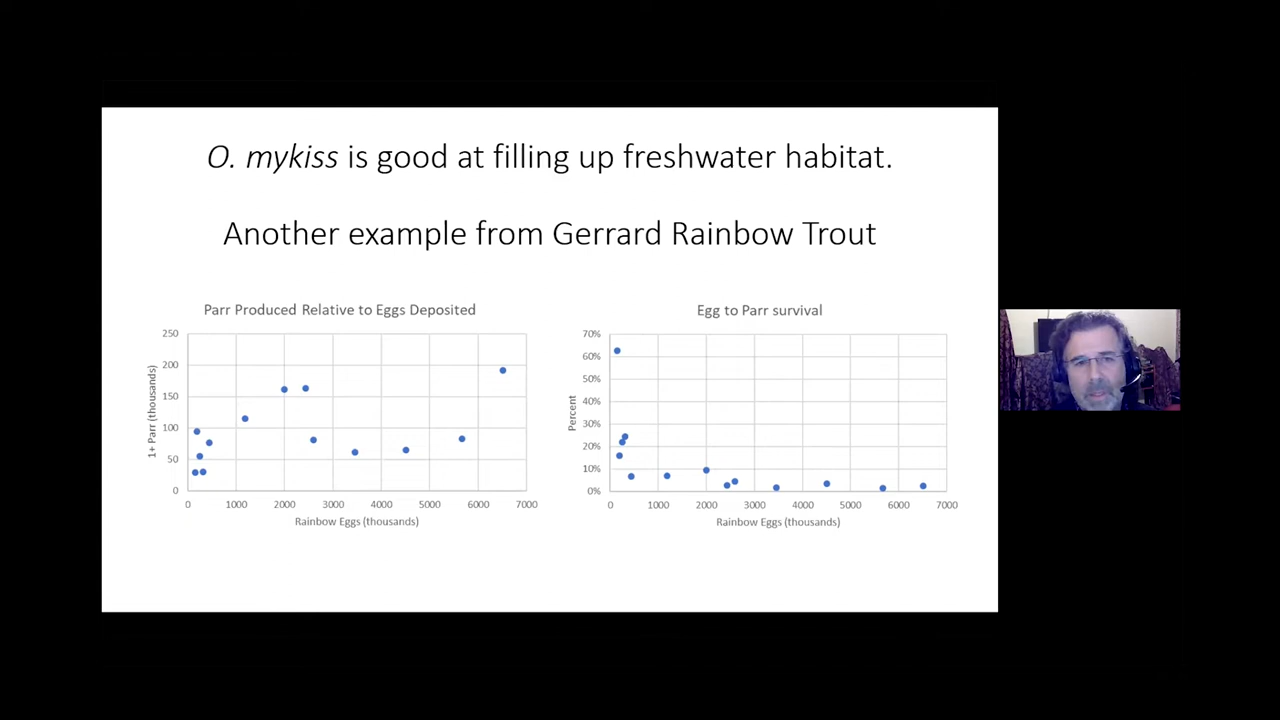 O. mykiss is good at filling up freshwater habitat.
Another example from Gerrard Rainbow Trout
Parr Produced Relative to Eggs Deposited
1+ Parr (thousands)
250
200
150
100
50
0
0 1000 2000 3000 4000 5000 6000 7000
Rainbow Eggs (thousands)
Egg to Parr survival
Percent
70%
60%
50%
40%
30%
20%
10%
0%
0 1000 2000 3000 4000 5000 6000 7000
Rainbow Eggs (thousands)